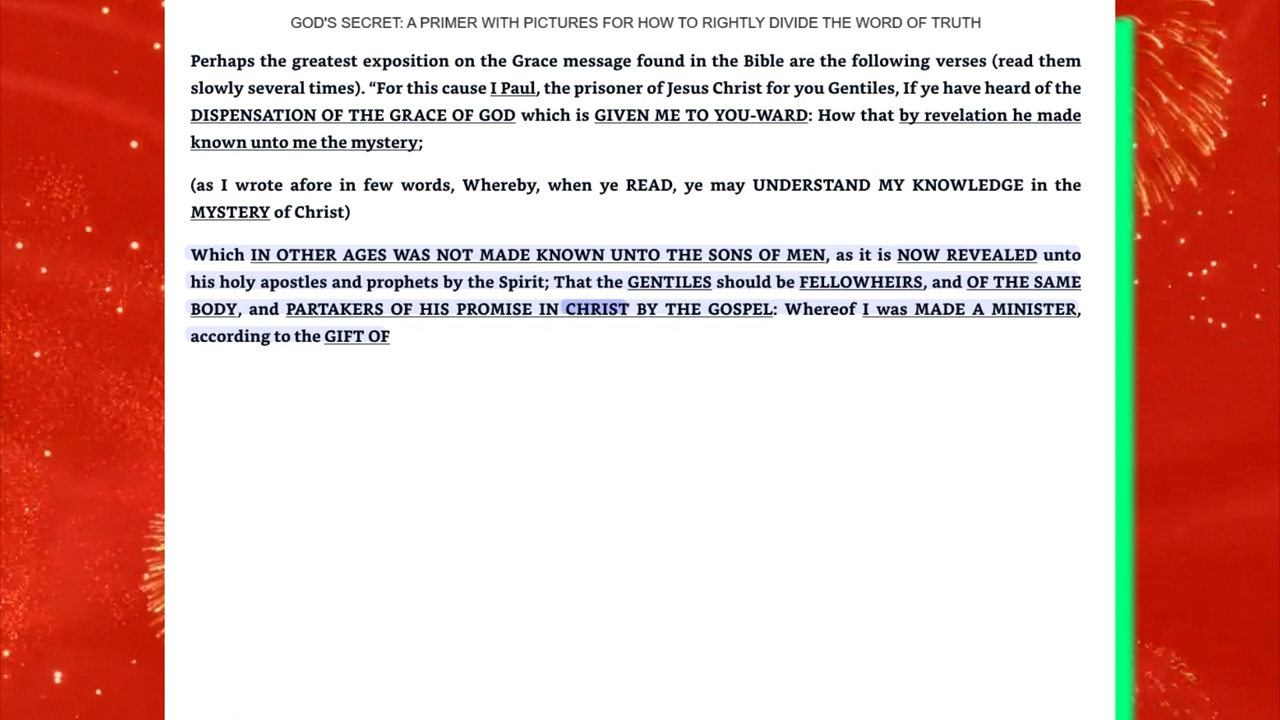 GOD'S SECRET: A PRIMER WITH PICTURES FOR HOW TO RIGHTLY DIVIDE THE WORD OF TRUTH
Perhaps the greatest exposition on the Grace message found in the Bible are the following verses (read them
slowly several times). “For this cause I Paul, the prisoner of Jesus Christ for you Gentiles, If ye have heard of the
DISPENSATION OF THE GRACE OF GOD which is GIVEN ME TO YOU-WARD: How that by revelation he made
known unto me the mystery;
(as I wrote afore in few words, Whereby, when ye READ, ye may UNDERSTAND MY KNOWLEDGE in the
MYSTERY of Christ)
Which IN OTHER AGES WAS NOT MADE KNOWN UNTO THE SONS OF MEN, as it is NOW REVEALED unto
his holy apostles and prophets by the Spirit; That the GENTILES should be FELLOWHEIRS, and OF THE SAME
BODY, and PARTAKERS OF HIS PROMISE IN CHRIST BY THE GOSPEL: Whereof I was MADE A MINISTER,
according to the GIFT OF